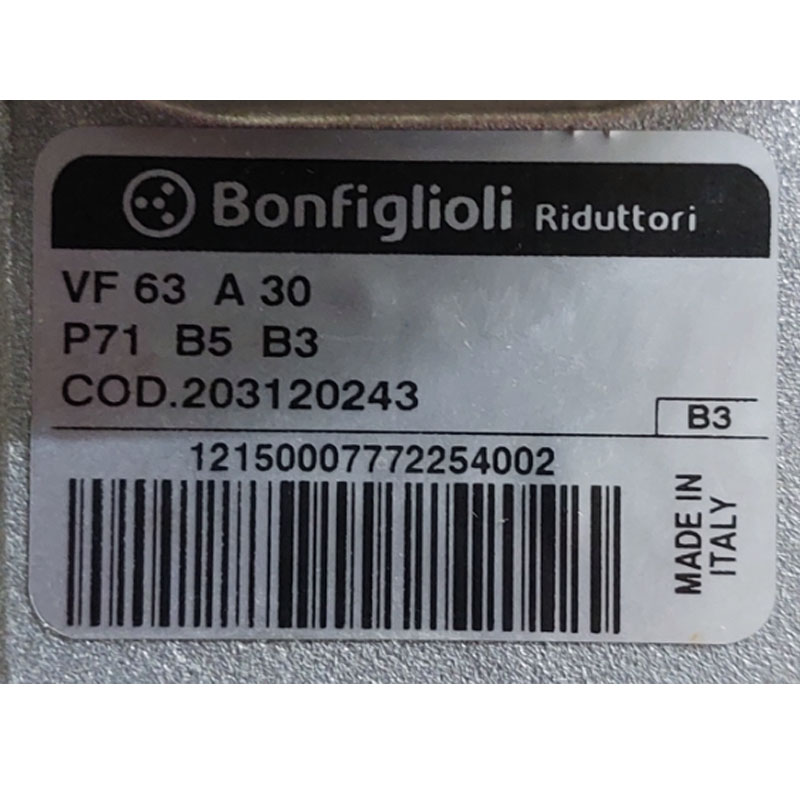 Bonfiglioli Riduttori
VF 63 A 30
P71 B5 B3
COD.203120243
B3
12150007772254002
MADE IN
ITALY